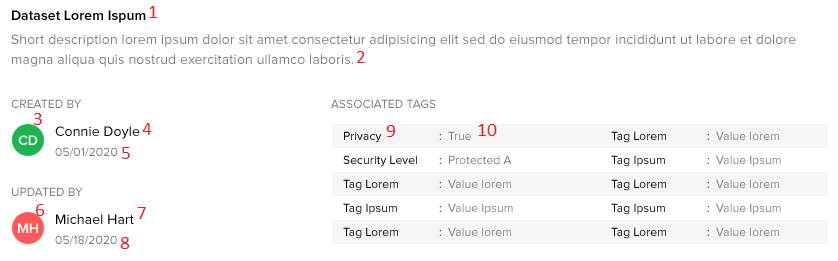 Dataset Lorem Ispum 1
Short description lorem ipsum dolor sit amet consectetur adipisicing elit sed do eiusmod tempor incididunt ut labore et dolore
magna aliqua quis nostrud exercitation ullamco laboris. 2
CREATED BY
3
CD
Connie Doyle 4
05/01/2020 5
UPDATED BY
6
MH
Michael Hart 7
05/18/2020 8
ASSOCIATED TAGS
Privacy 9 : True 10 Tag Lorem : Value lorem
Security Level : Protected A Tag Ipsum : Value Ipsum
Tag Lorem : Value lorem Tag Lorem : Value lorem
Tag Ipsum : Value Ipsum Tag Ipsum : Value Ipsum
Tag Lorem : Value lorem Tag Lorem : Value lorem